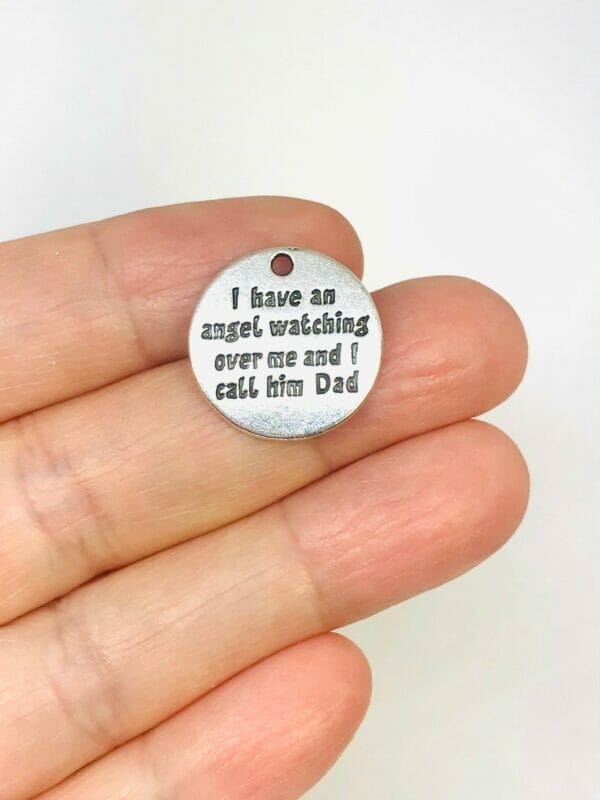 I have an
angel watching
over me and I
call him Dad